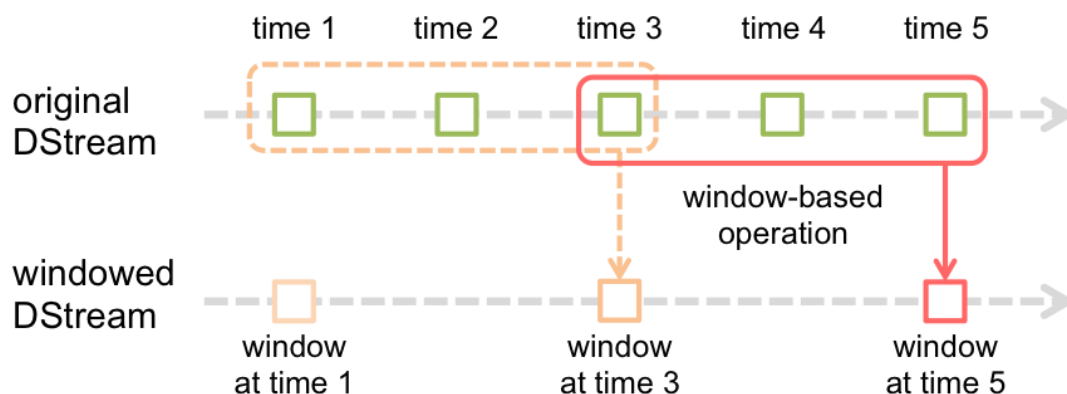 time 1 time 2 time 3 time 4 time 5
original
DStream
window-based
operation
windowed
DStream
window
at time 1
window
at time 3
window
at time 5